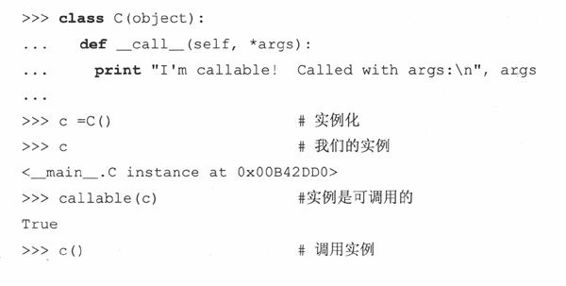 >>> class C(object):
...   def __call__(self, *args):
...     print "I'm callable!  Called with args:\n", args
...
>>> c =C()                    # 实例化
>>> c                         # 我们的实例
<__main__.C instance at 0x00B42DD0>
>>> callable(c)               #实例是可调用的
True
>>> c()                       # 调用实例